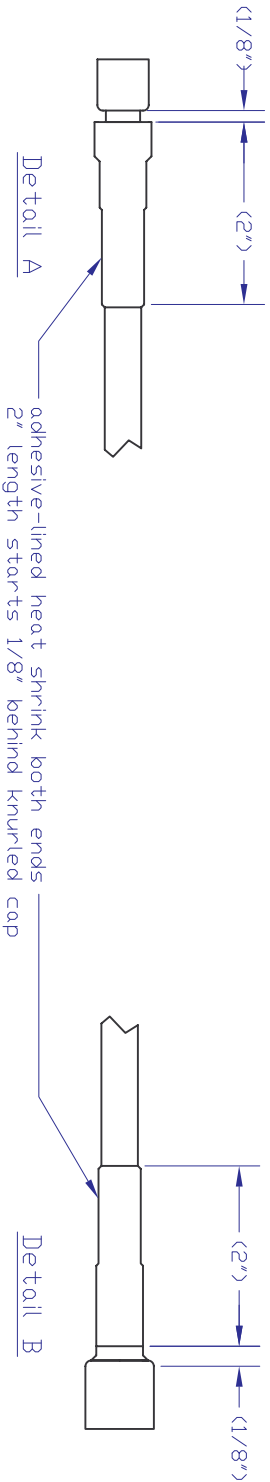 (1/8")
(2")
Detail A
adhesive-lined heat shrink both ends
2" length starts 1/8" behind knurled cap
(2")
(1/8")
Detail B